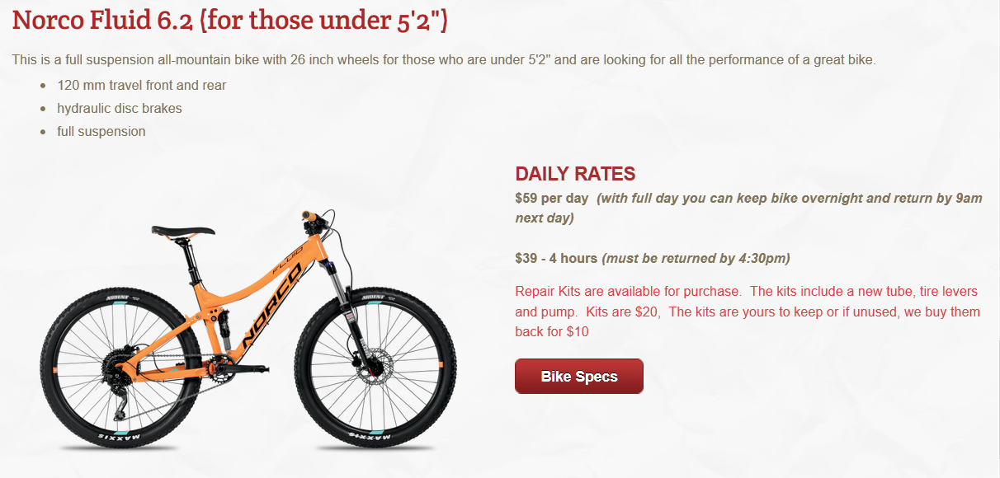 Norco Fluid 6.2 (for those under 5'2")
This is a full suspension all-mountain bike with 26 inch wheels for those who are under 5'2" and are looking for all the performance of a great bike.
120 mm travel front and rear
hydraulic disc brakes
full suspension
DAILY RATES
$59 per day (with full day you can keep bike overnight and return by 9am
next day)
$39 - 4 hours (must be returned by 4:30pm)
Repair Kits are available for purchase. The kits include a new tube, tire levers
and pump. Kits are $20, The kits are yours to keep or if unused, we buy them
back for $10
Bike Specs
FLUID
NORCO
ARDENT
ARDENT
MAXXIS
MAXXIS